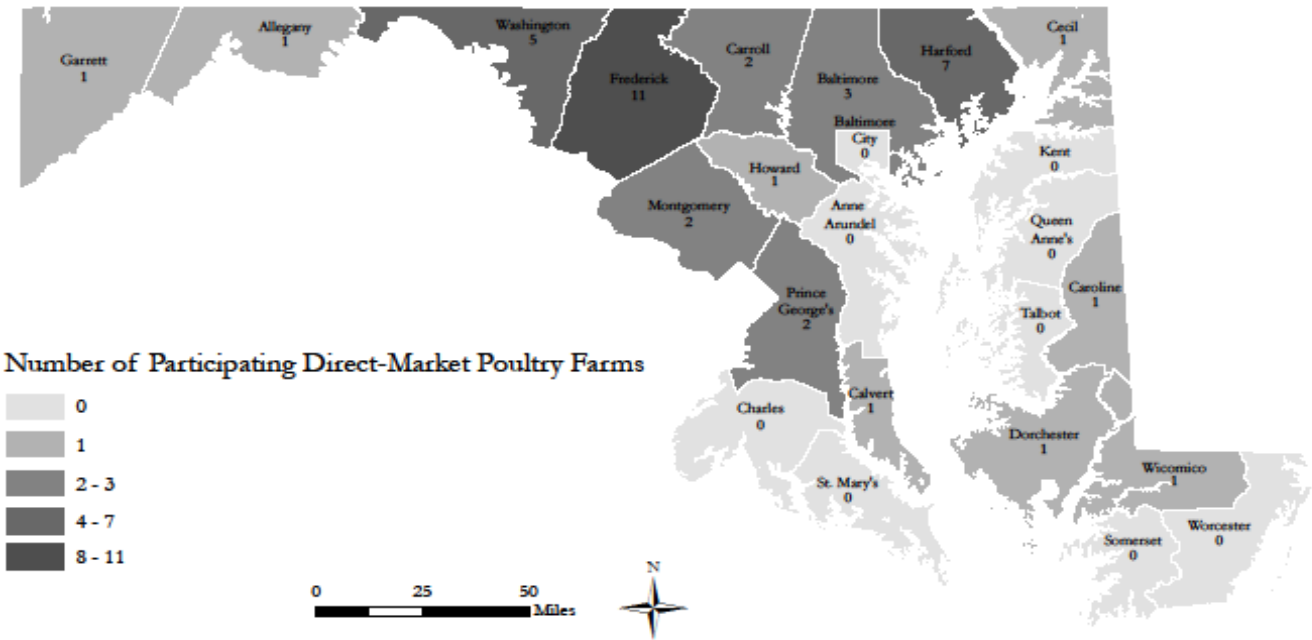 Garrett
1
Allegany
1
Washington
5
Frederick
11
Carroll
2
Baltimore
3
Harford
7
Cecil
1
Baltimore
City
0
Kent
0
Howard
1
Montgomery
2
Anne
Arundel
0
Queen
Anne's
0
Caroline
1
Talbot
0
Prince
George's
2
Calvert
1
Charles
0
St. Mary's
0
Dorchester
1
Wicomico
1
Worcester
0
Somerset
0
Number of Participating Direct-Market Poultry Farms
0
1
2 - 3
4 - 7
8 - 11
0 25 50
Miles
N